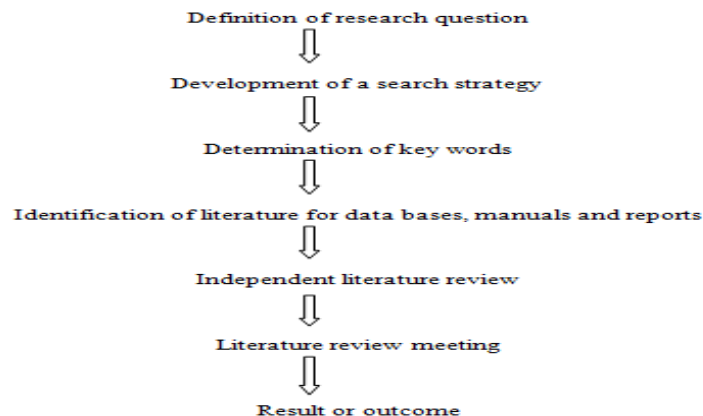 Definition of research question
Development of a search strategy
Determination of key words
Identification of literature for data bases, manuals and reports
Independent literature review
Literature review meeting
Result or outcome